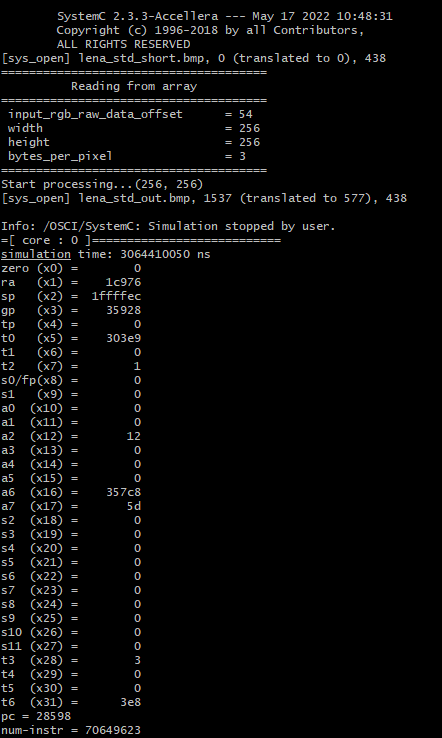 SystemC 2.3.3-Accellera --- May 17 2022 10:48:31
Copyright (c) 1996-2018 by all Contributors,
ALL RIGHTS RESERVED
[sys_open] lena_std_short.bmp, 0 (translated to 0), 438
======================================
Reading from array
======================================
input_rgb_raw_data_offset = 54
width = 256
height = 256
bytes_per_pixel = 3
======================================
Start processing...(256, 256)
[sys_open] lena_std_out.bmp, 1537 (translated to 577), 438
Info: /OSCI/SystemC: Simulation stopped by user.
=[ core : 0 ]===========================
simulation time: 3064410050 ns
zero (x0) = 0
ra (x1) = 1c976
sp (x2) = 1ffffec
gp (x3) = 35928
tp (x4) = 0
t0 (x5) = 303e9
t1 (x6) = 0
t2 (x7) = 1
s0/fp(x8) = 0
s1 (x9) = 0
a0 (x10) = 0
a1 (x11) = 0
a2 (x12) = 12
a3 (x13) = 0
a4 (x14) = 0
a5 (x15) = 0
a6 (x16) = 357c8
a7 (x17) = 5d
s2 (x18) = 0
s3 (x19) = 0
s4 (x20) = 0
s5 (x21) = 0
s6 (x22) = 0
s7 (x23) = 0
s8 (x24) = 0
s9 (x25) = 0
s10 (x26) = 0
s11 (x27) = 0
t3 (x28) = 3
t4 (x29) = 0
t5 (x30) = 0
t6 (x31) = 3e8
pc = 28598
num-instr = 70649623